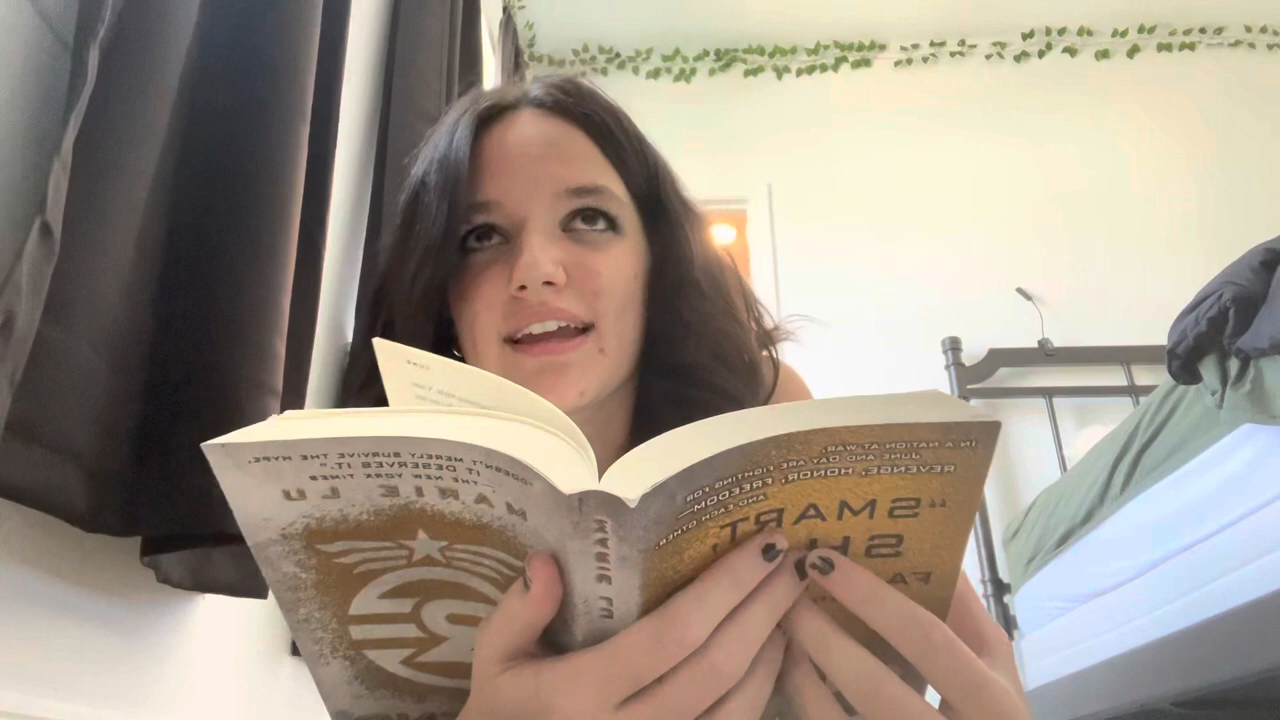 "DOESN'T MERELY SURVIVE THE HYPE,
IT DESERVES IT."
—THE NEW YORK TIMES
MARIE LU
MARIE LU
IN A NATION AT WAR,
JUNE AND DAY ARE FIGHTING FOR
REVENGE, HONOR, FREEDOM—
AND EACH OTHER.
"SMART,
JUNE